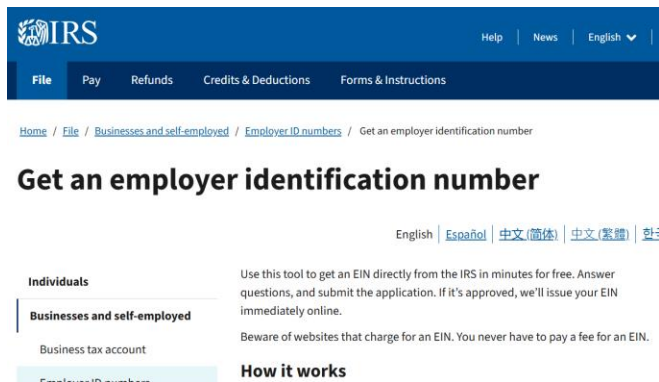 IRS
Help News English
File Pay Refunds Credits & Deductions Forms & Instructions
Home / File / Businesses and self-employed / Employer ID numbers / Get an employer identification number
Get an employer identification number
English Español 中文 (简体) 中文 (繁體)
Individuals
Businesses and self-employed
Business tax account
Employer ID numbers
Use this tool to get an EIN directly from the IRS in minutes for free. Answer
questions, and submit the application. If it's approved, we'll issue your EIN
immediately online.
Beware of websites that charge for an EIN. You never have to pay a fee for an EIN.
How it works